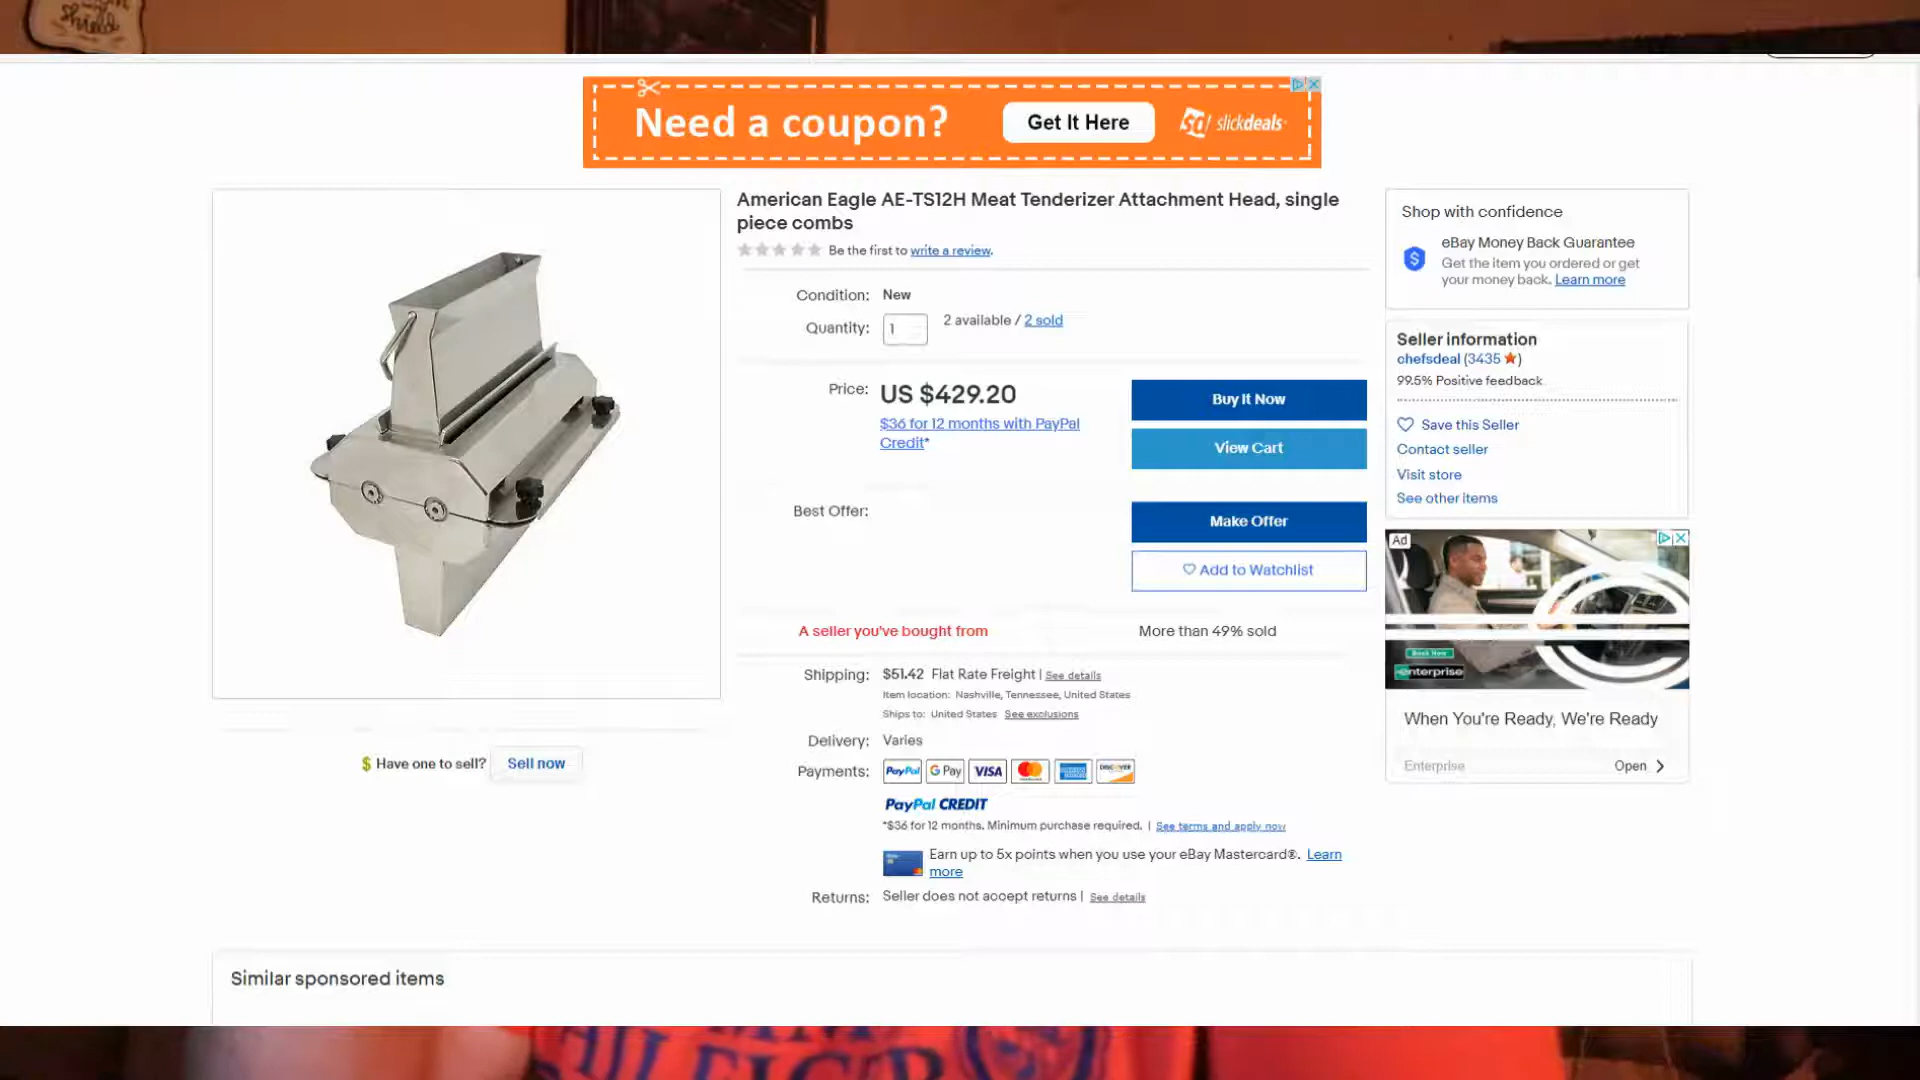 shield
Need a coupon?
Get It Here
slickdeals
American Eagle AE-TS12H Meat Tenderizer Attachment Head, single
piece combs
Be the first to write a review.
Condition: New
Quantity: 1 2 available / 2 sold
Price: US $429.20
$36 for 12 months with PayPal
Credit*
Buy It Now
View Cart
Best Offer:
Make Offer
Add to Watchlist
A seller you've bought from
More than 49% sold
Shipping: $51.42 Flat Rate Freight | See details
Item location: Nashville, Tennessee, United States
Ships to: United States See exclusions
Delivery: Varies
Payments: PayPal G Pay VISA DISCOVER
PayPal CREDIT
*$36 for 12 months. Minimum purchase required. | See terms and apply now
Earn up to 5x points when you use your eBay Mastercard®. Learn
more
Returns: Seller does not accept returns | See details
Have one to sell? Sell now
Shop with confidence
eBay Money Back Guarantee
Get the item you ordered or get
your money back. Learn more
Seller information
chefsdeal (3435)
99.5% Positive feedback
Save this Seller
Contact seller
Visit store
See other items
Ad
Book Now
enterprise
When You're Ready, We're Ready
Enterprise
Open
Similar sponsored items